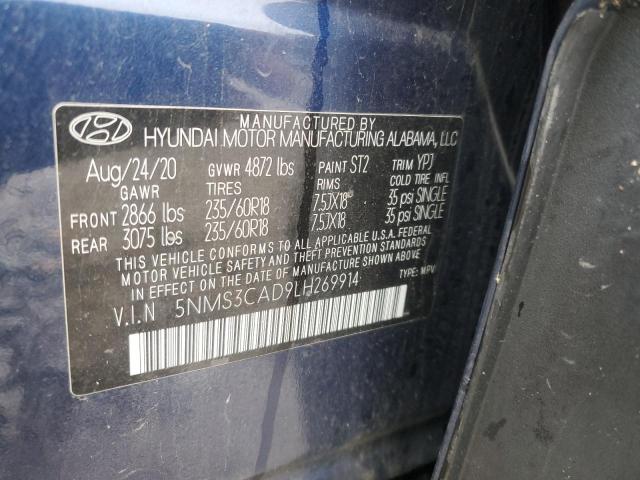 MANUFACTURED BY
HYUNDAI MOTOR MANUFACTURING ALABAMA, LLC
Aug/24/20 GVWR 4872 lbs PAINT ST2 TRIM YPJ
GAWR TIRES RIMS COLD TIRE INFL
FRONT 2866 lbs 235/60R18 7.5JX18 35 psi SINGLE
REAR 3075 lbs 235/60R18 7.5JX18 35 psi SINGLE
THIS VEHICLE CONFORMS TO ALL APPLICABLE U.S.A. FEDERAL
MOTOR VEHICLE SAFETY AND THEFT PREVENTION STANDARDS
IN EFFECT ON THE DATE OF MANUFACTURE SHOWN ABOVE.
V.I.N 5NMS3CAD9LH269914 TYPE: MPV